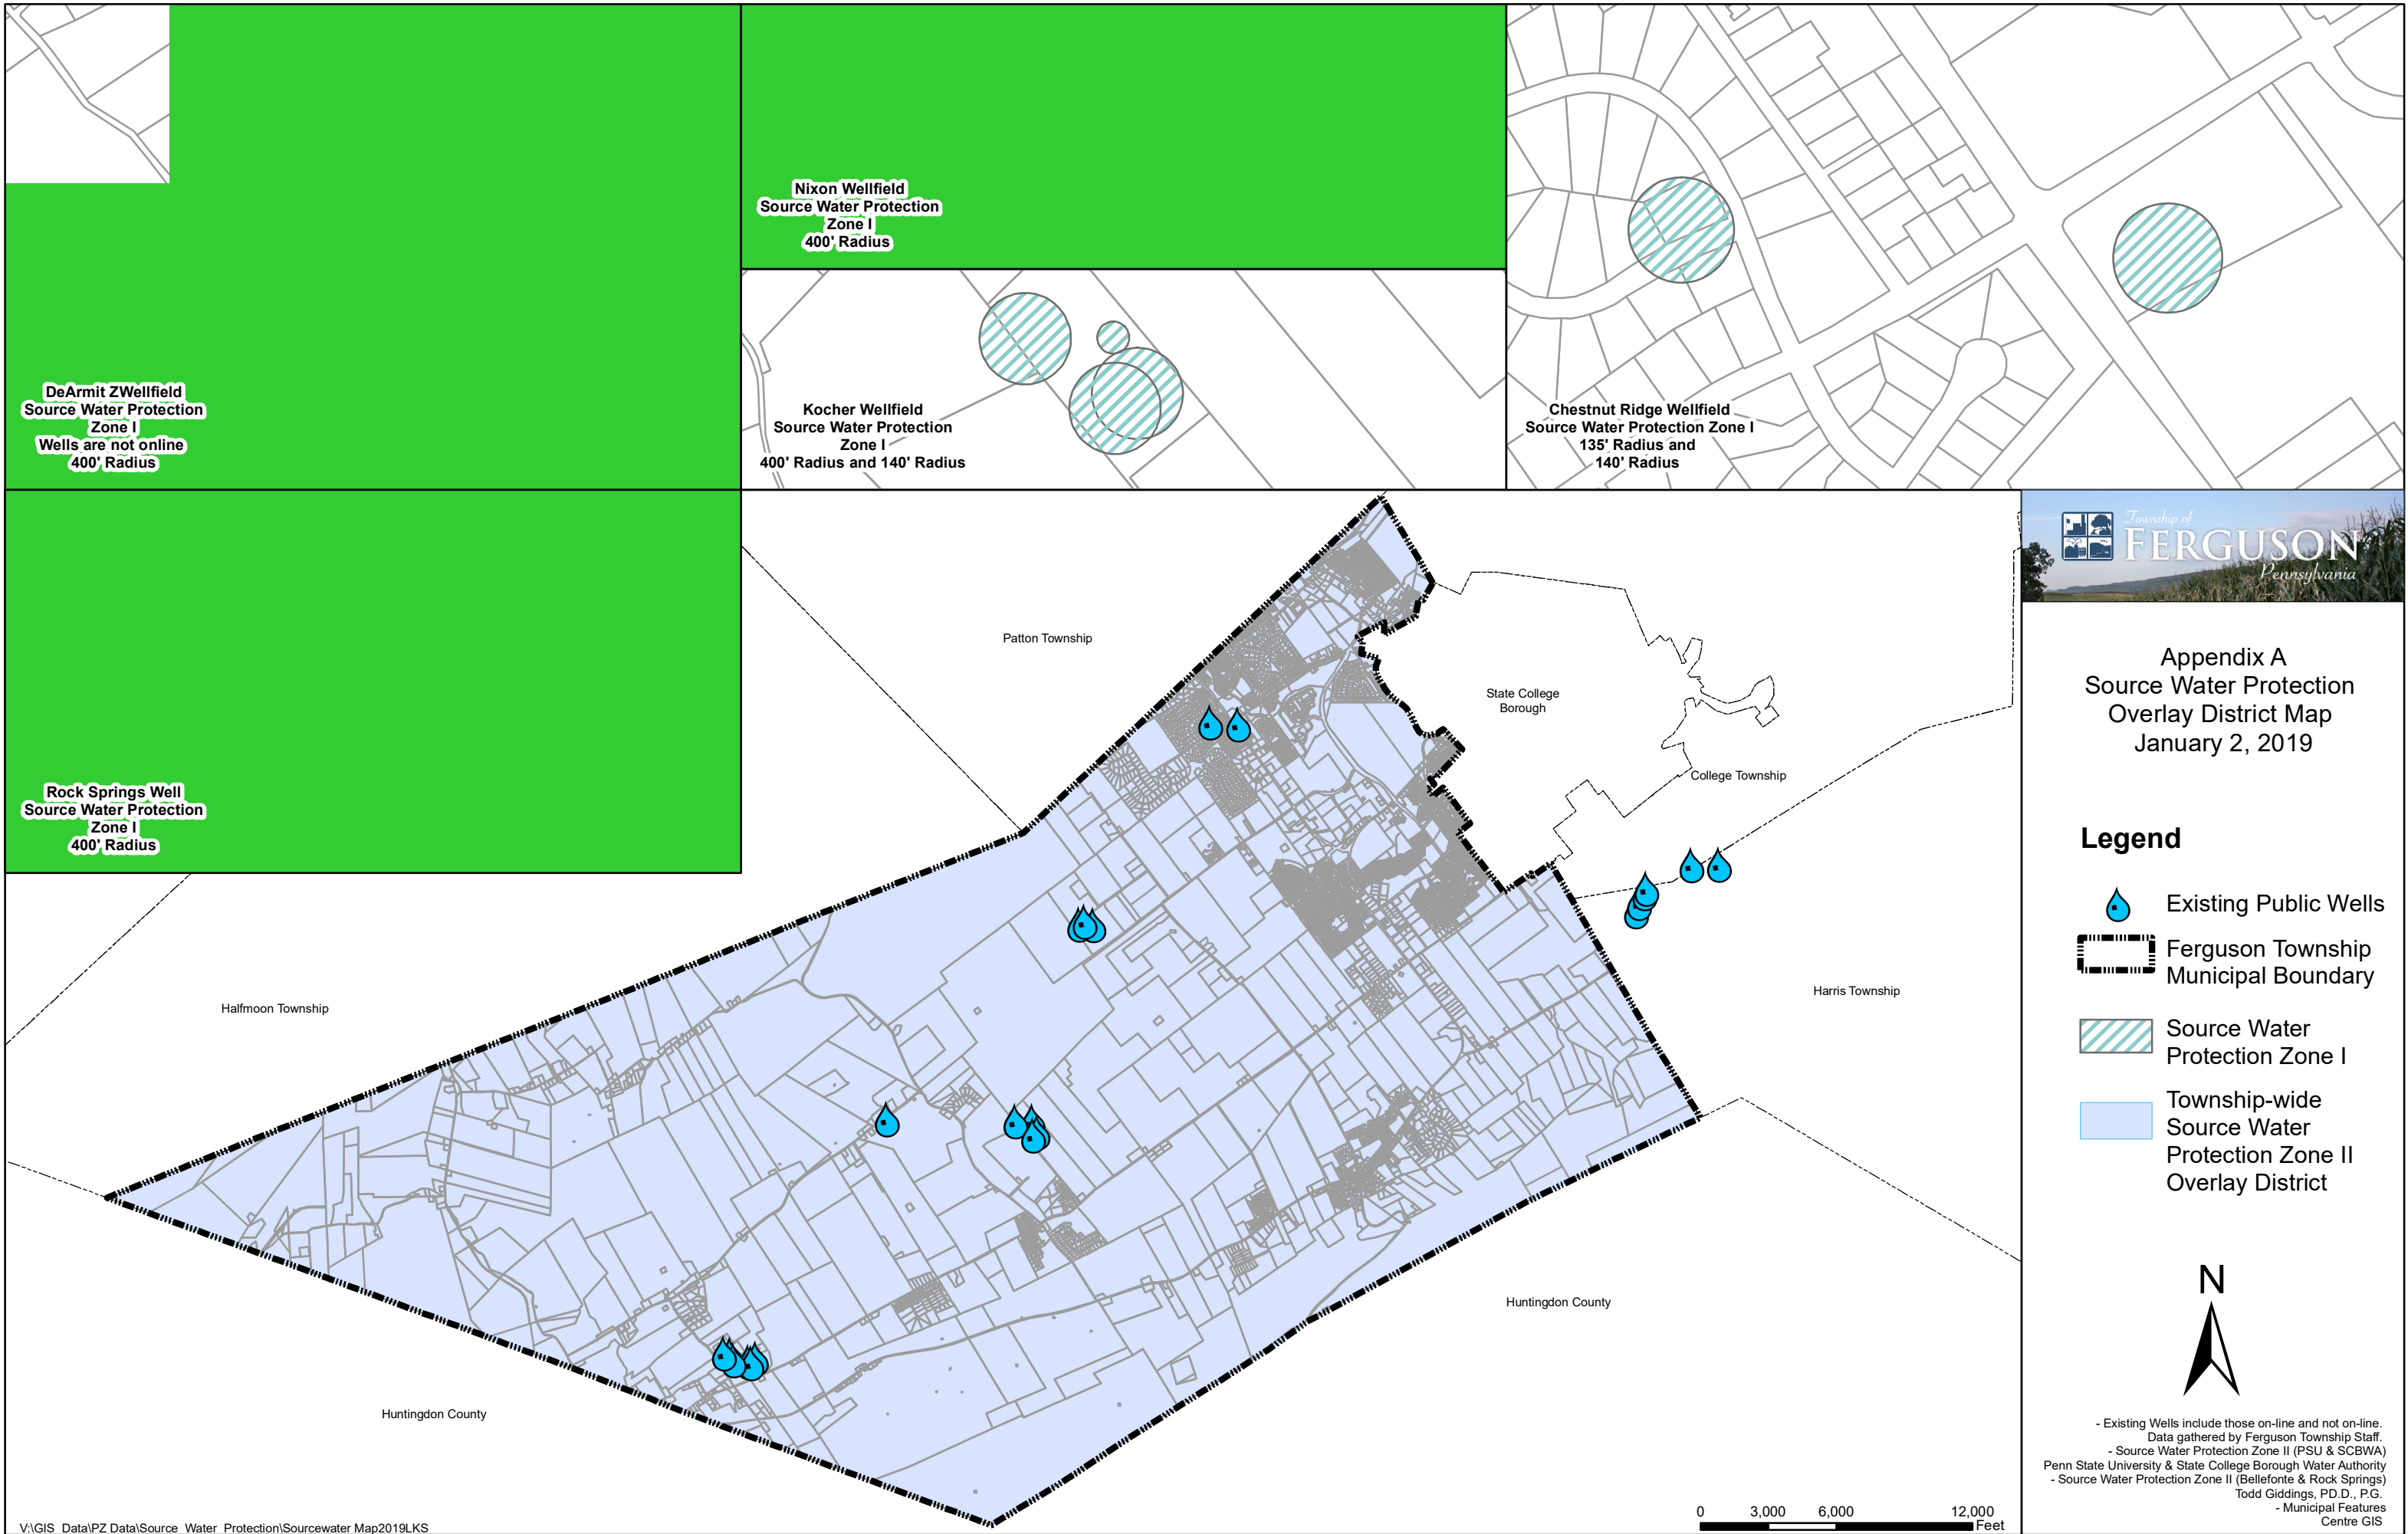 Nixon Wellfield
Source Water Protection
Zone I
400' Radius
DeArmit ZWellfield
Source Water Protection
Zone I
Wells are not online
400' Radius
Kocher Wellfield
Source Water Protection
Zone I
400' Radius and 140' Radius
Chestnut Ridge Wellfield
Source Water Protection Zone I
135' Radius and
140' Radius
Rock Springs Well
Source Water Protection
Zone I
400' Radius
Patton Township
State College
Borough
College Township
Halfmoon Township
Harris Township
Huntingdon County
Huntingdon County
Township of
FERGUSON
Pennsylvania
Appendix A
Source Water Protection
Overlay District Map
January 2, 2019
Legend
Existing Public Wells
Ferguson Township
Municipal Boundary
Source Water
Protection Zone I
Township-wide
Source Water
Protection Zone II
Overlay District
N
- Existing Wells include those on-line and not on-line.
Data gathered by Ferguson Township Staff.
- Source Water Protection Zone II (PSU & SCBWA)
Penn State University & State College Borough Water Authority
- Source Water Protection Zone II (Bellefonte & Rock Springs)
Todd Giddings, PD.D., P.G.
- Municipal Features
Centre GIS
0 3,000 6,000 12,000
Feet
V:\GIS_Data\PZ Data\Source_Water_Protection\Sourcewater Map2019LKS